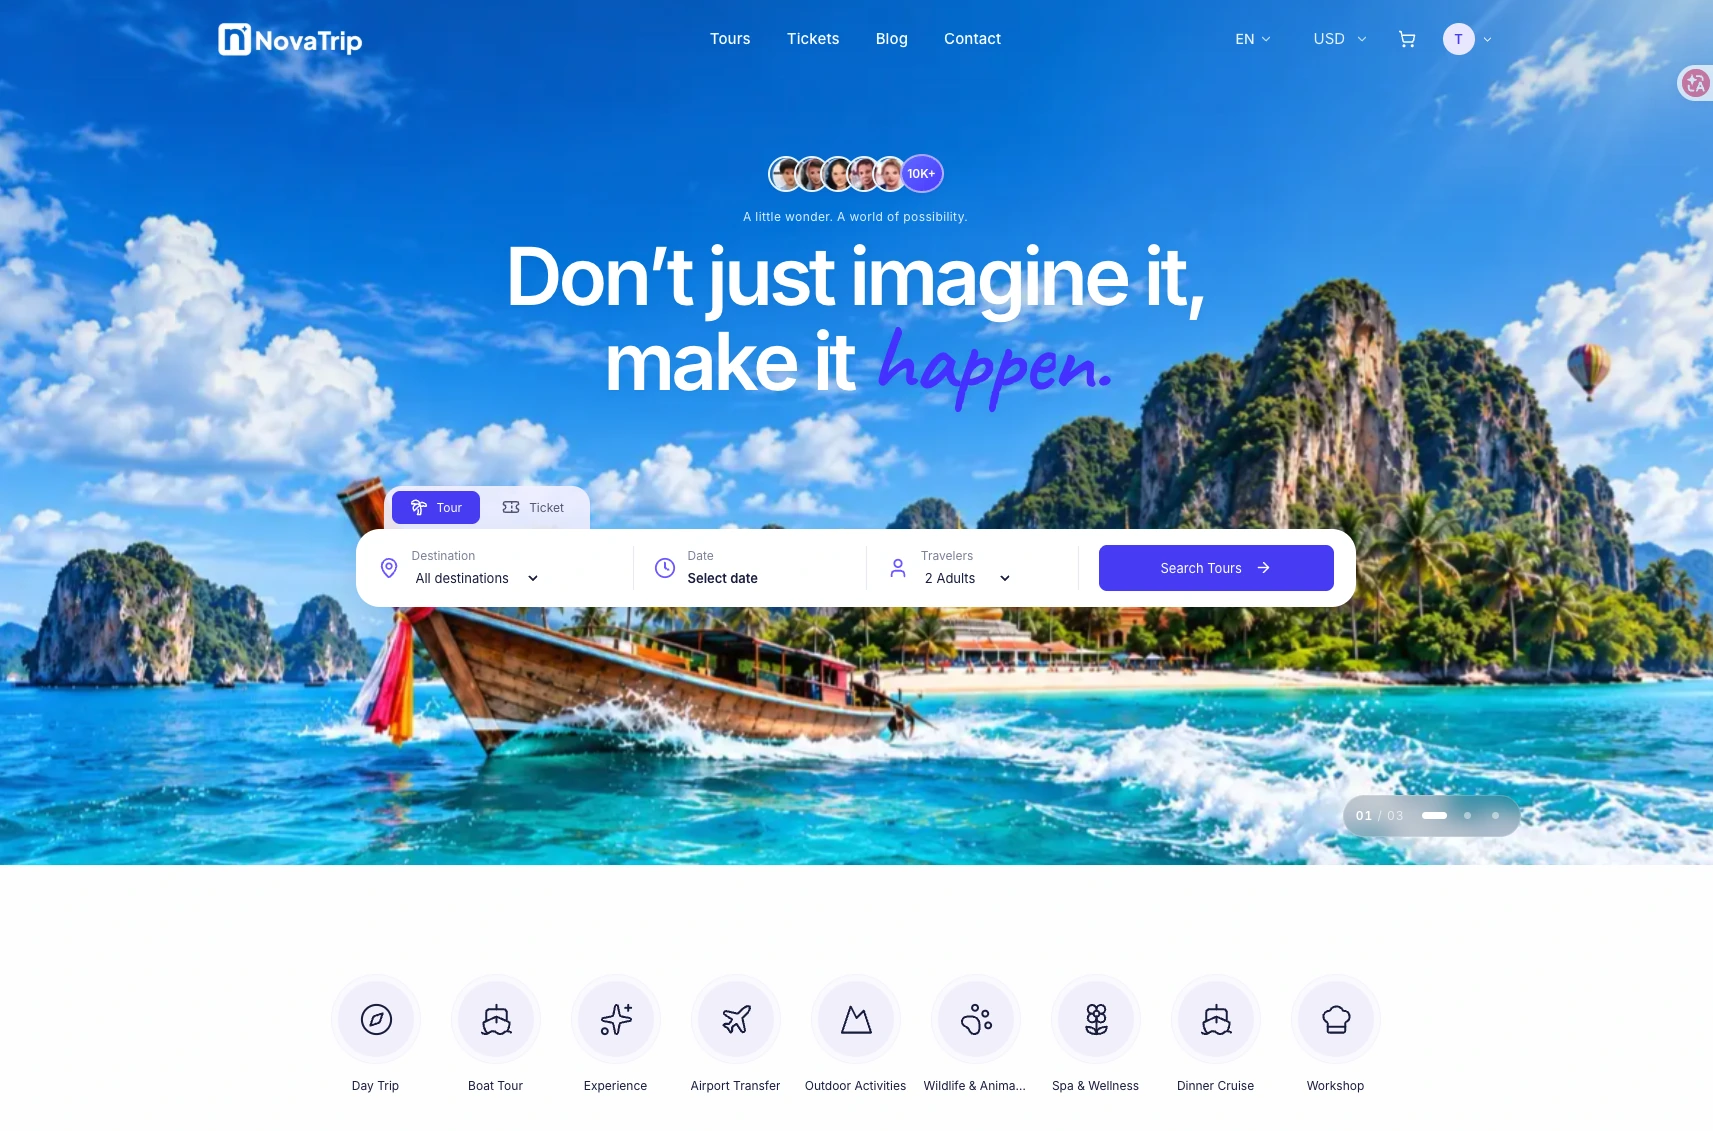 NovaTrip
Tours Tickets Blog Contact
EN USD T
10K+
A little wonder. A world of possibility.
Don’t just imagine it,
make it happen.
Tour Ticket
Destination Date Travelers
All destinations Select date 2 Adults Search Tours
01 / 03
Day Trip Boat Tour Experience Airport Transfer Outdoor Activities Wildlife & Anima... Spa & Wellness Dinner Cruise Workshop